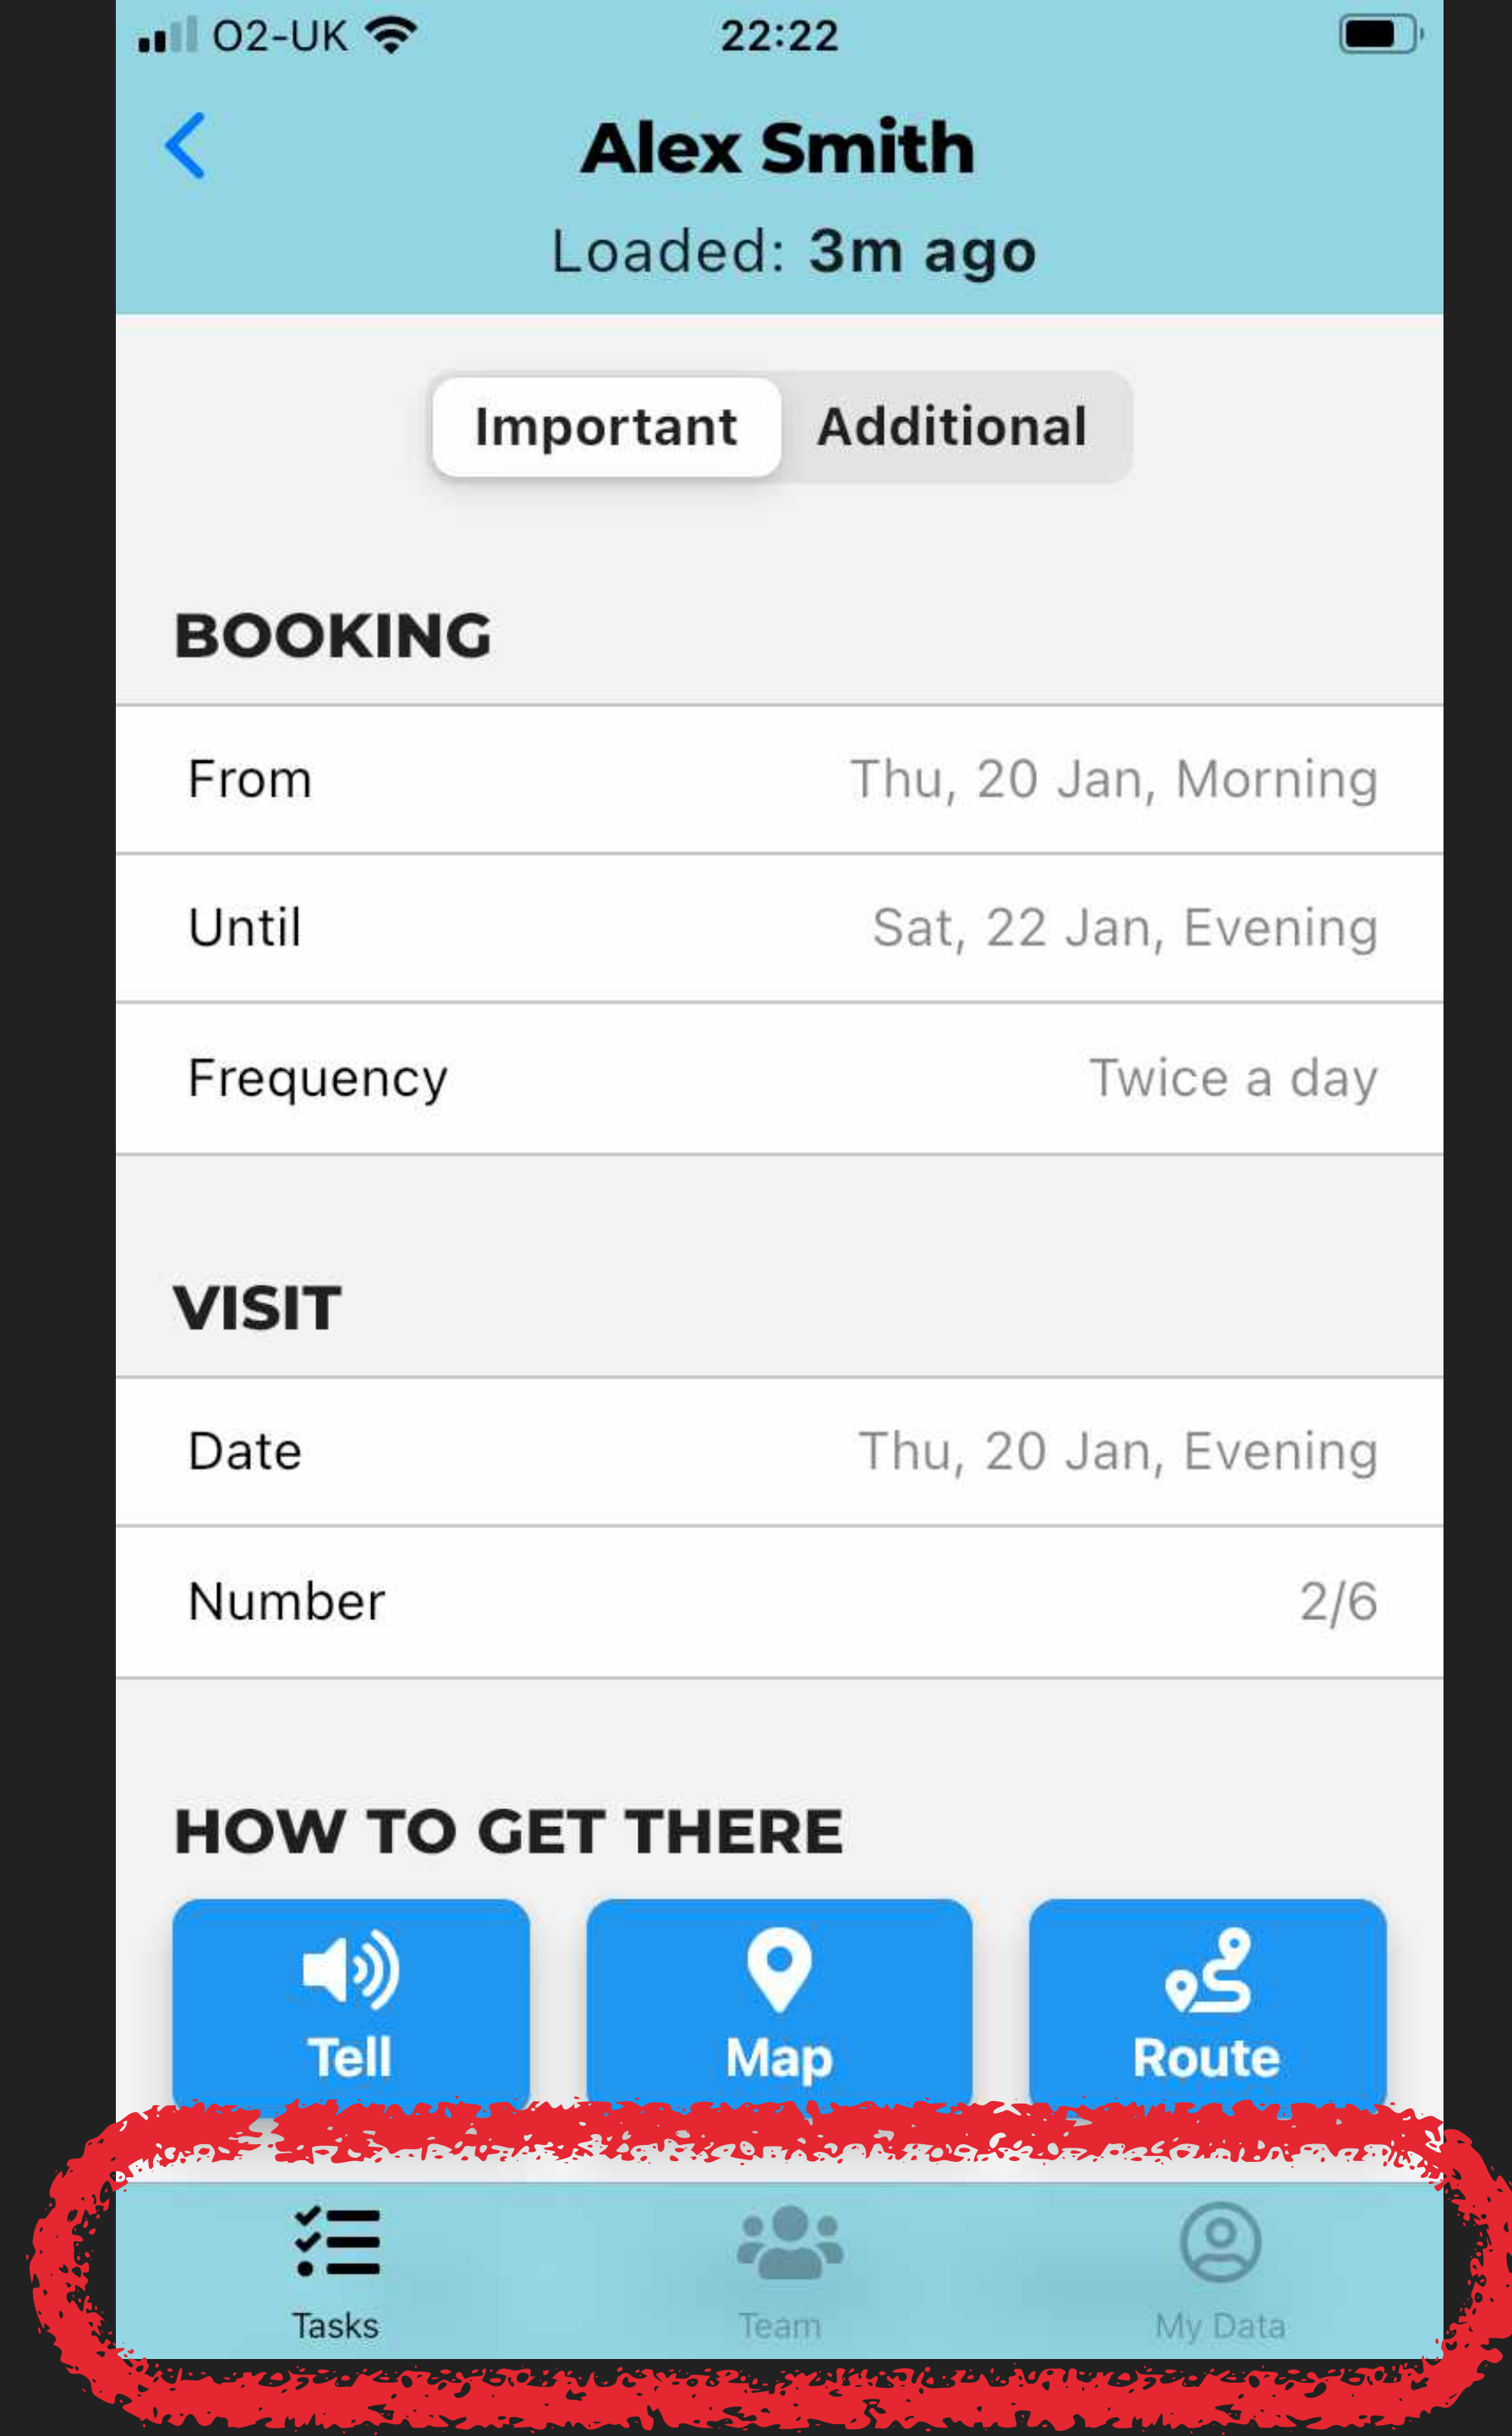 O2-UK 22:22
Alex Smith
Loaded: 3m ago
Important Additional
BOOKING
From Thu, 20 Jan, Morning
Until Sat, 22 Jan, Evening
Frequency Twice a day
VISIT
Date Thu, 20 Jan, Evening
Number 2/6
HOW TO GET THERE
Tell Map Route
Tasks Team My Data